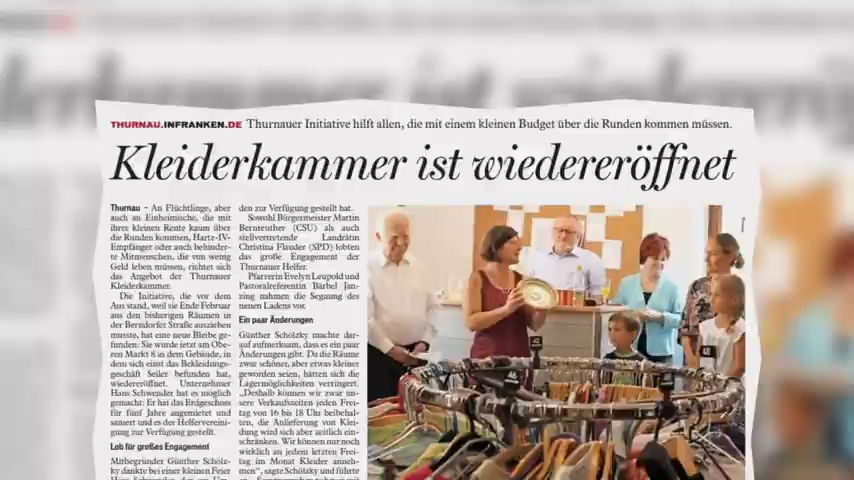 THURNAU.INFRANKEN.DE Thurnauer Initiative hilft allen, die mit einem kleinen Budget über die Runden kommen müssen.
Kleiderkammer ist wiedereröffnet
Thurnau – An Flüchtlinge, aber
auch an Einheimische, die mit
ihrer kleinen Rente kaum über
die Runden kommen, Hartz-IV-
Empfänger oder auch behinder-
te Mitmenschen, die von wenig
Geld leben müssen, richtet sich
das Angebot der Thurnauer
Kleiderkammer.
Die Initiative, die vor dem
Aus stand, weil sie Ende Februar
aus den bisherigen Räumen in
der Berndorfer Straße ausziehen
musste, hat eine neue Bleibe ge-
funden: Sie wurde jetzt am Obe-
ren Markt 8 in dem Gebäude, in
dem sich einst das Bekleidungs-
geschäft Seiler befunden hat,
wiedereröffnet. Unternehmer
Hans Schwender hat es möglich
gemacht: Er hat das Erdgeschoss
für fünf Jahre angemietet und
saniert und es der Helfervereini-
gung zur Verfügung gestellt.
Lob für großes Engagement
Mitbegründer Günther Schölz-
ky dankte bei einer kleinen Feier
den zur Verfügung gestellt hat.
Sowohl Bürgermeister Martin
Bernreuther (CSU) als auch
stellvertretende Landrätin
Christina Flauder (SPD) lobten
das große Engagement der
Thurnauer Helfer.
Pfarrerin Evelyn Leupold und
Pastoralreferentin Bärbel Jan-
zing nahmen die Segnung des
neuen Ladens vor.
Ein paar Änderungen
Günther Schölzky machte dar-
auf aufmerksam, dass es ein paar
Änderungen gibt. Da die Räume
zwar schöner, aber etwas kleiner
geworden seien, hätten sich die
Lagermöglichkeiten verringert.
„Deshalb können wir zwar un-
sere Verkaufszeiten jeden Frei-
tag von 16 bis 18 Uhr beibehal-
ten, die Anlieferung von Klei-
dung wird sich aber zeitlich ein-
schränken. Wir können nur noch
wirklich an jedem letzten Frei-
tag im Monat Kleider anneh-
men“, sagte Schölzky und führte